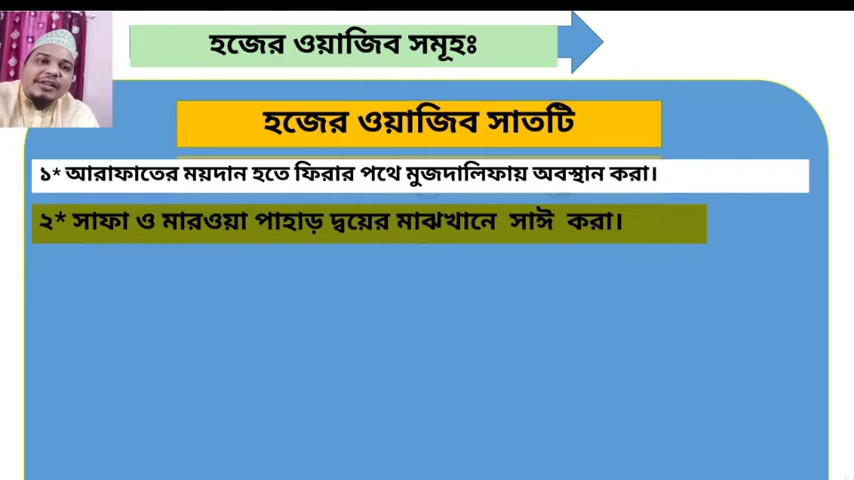 হজের ওয়াজিব সমূহঃ
হজের ওয়াজিব সাতটি
১* আরাফাতের ময়দান হতে ফিরার পথে মুজদালিফায় অবস্থান করা।
২* সাফা ও মারওয়া পাহাড় দ্বয়ের মাঝখানে সাঈ করা।